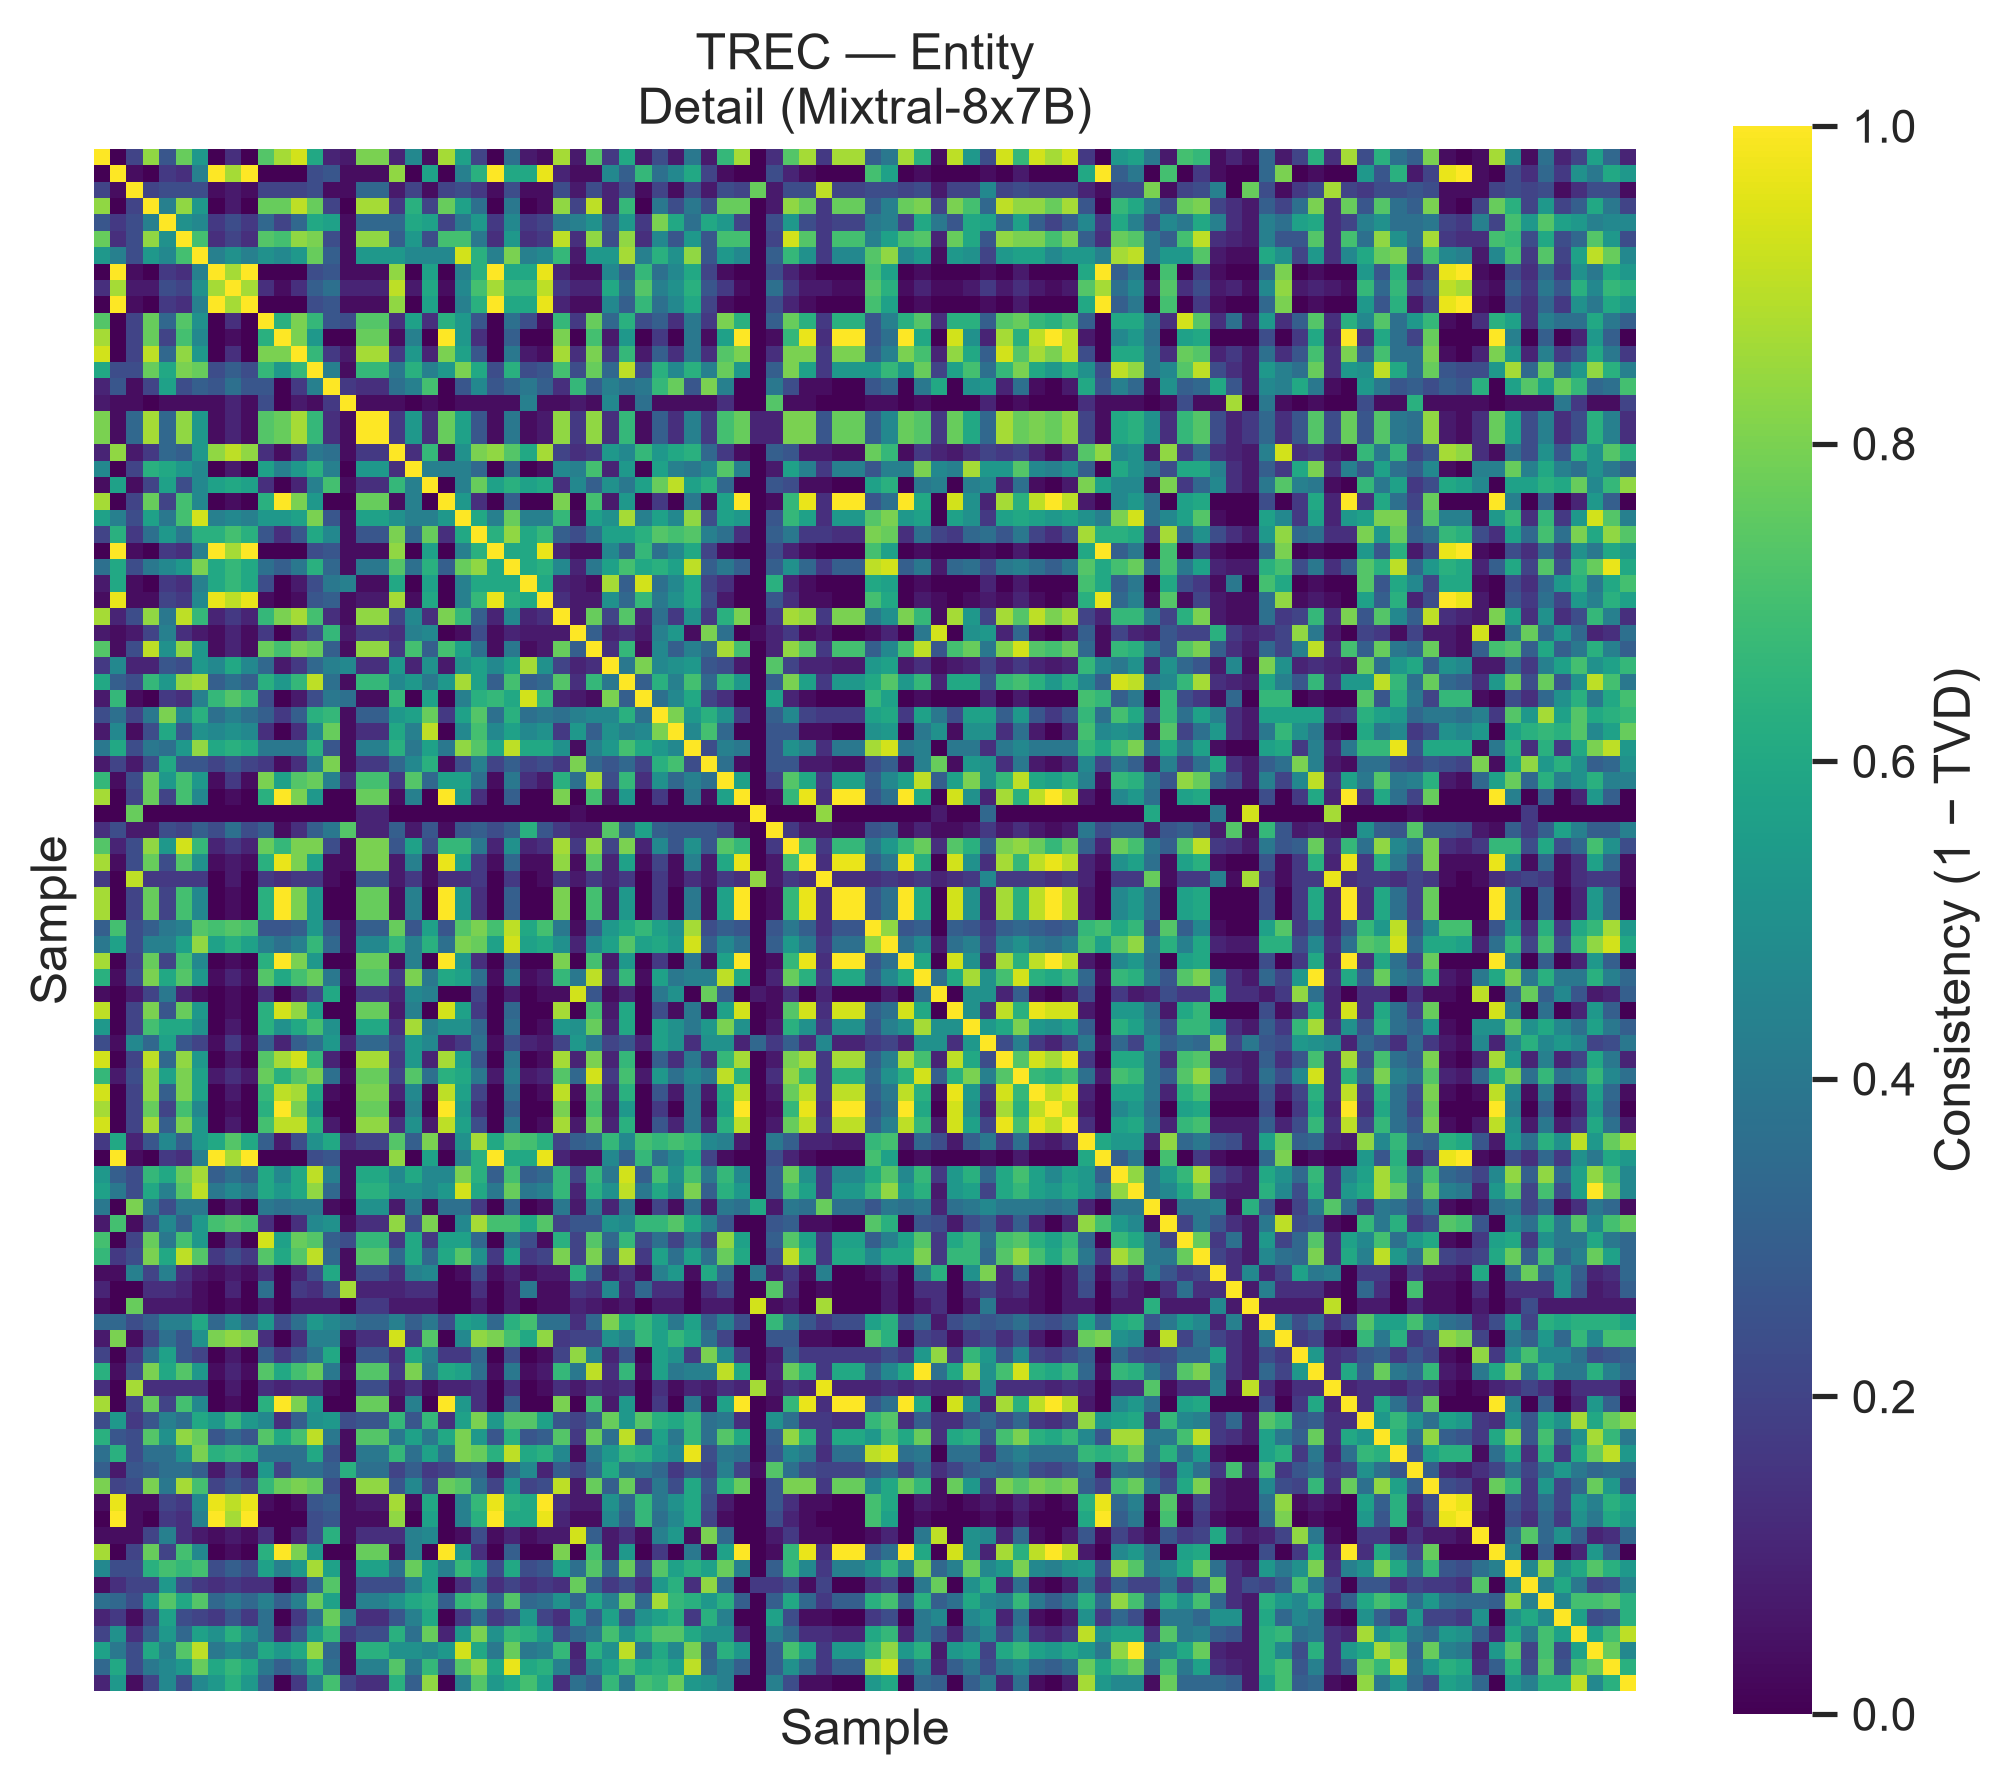 TREC — Entity
Detail (Mixtral-8x7B)
Sample
Sample
1.0
0.8
0.6
0.4
0.2
0.0
Consistency (1 − TVD)